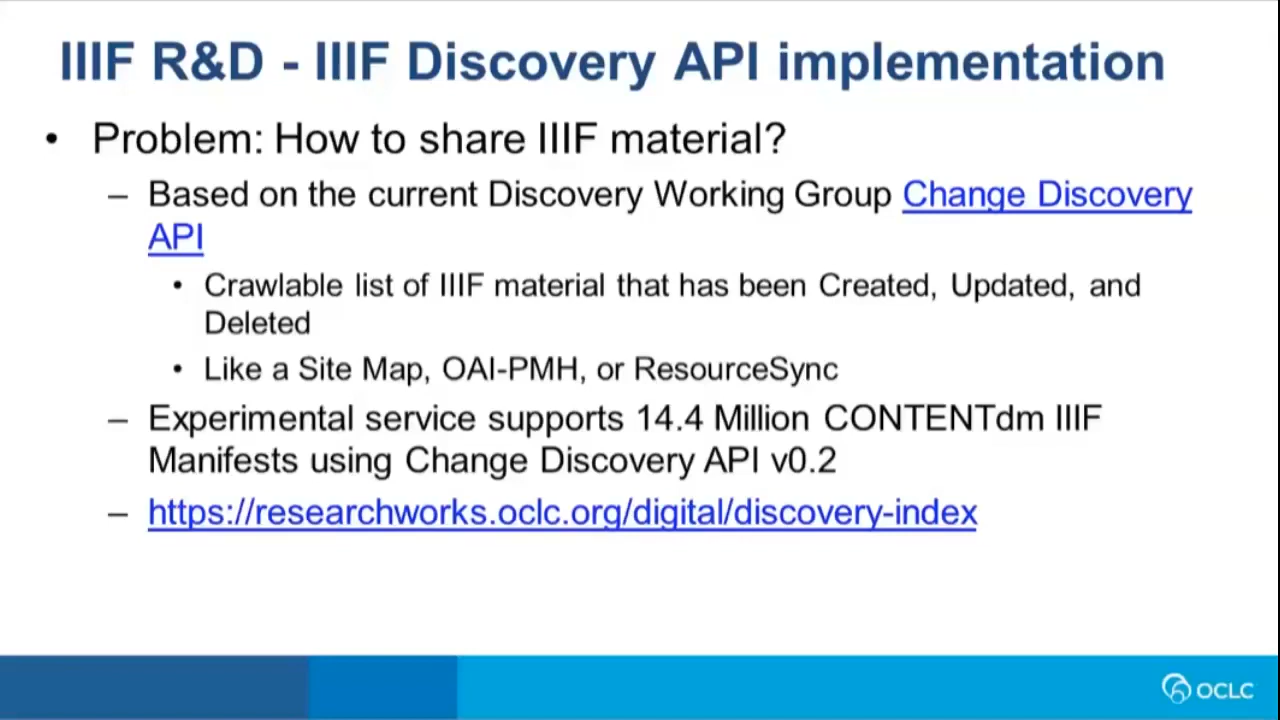 IIIF R&D - IIIF Discovery API implementation
• Problem: How to share IIIF material?
– Based on the current Discovery Working Group Change Discovery
API
• Crawlable list of IIIF material that has been Created, Updated, and
Deleted
• Like a Site Map, OAI-PMH, or ResourceSync
– Experimental service supports 14.4 Million CONTENTdm IIIF
Manifests using Change Discovery API v0.2
– https://researchworks.oclc.org/digital/discovery-index
OCLC